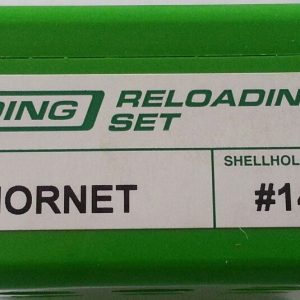 DING RELOADIN
SET
SHELLHOL
HORNET #14